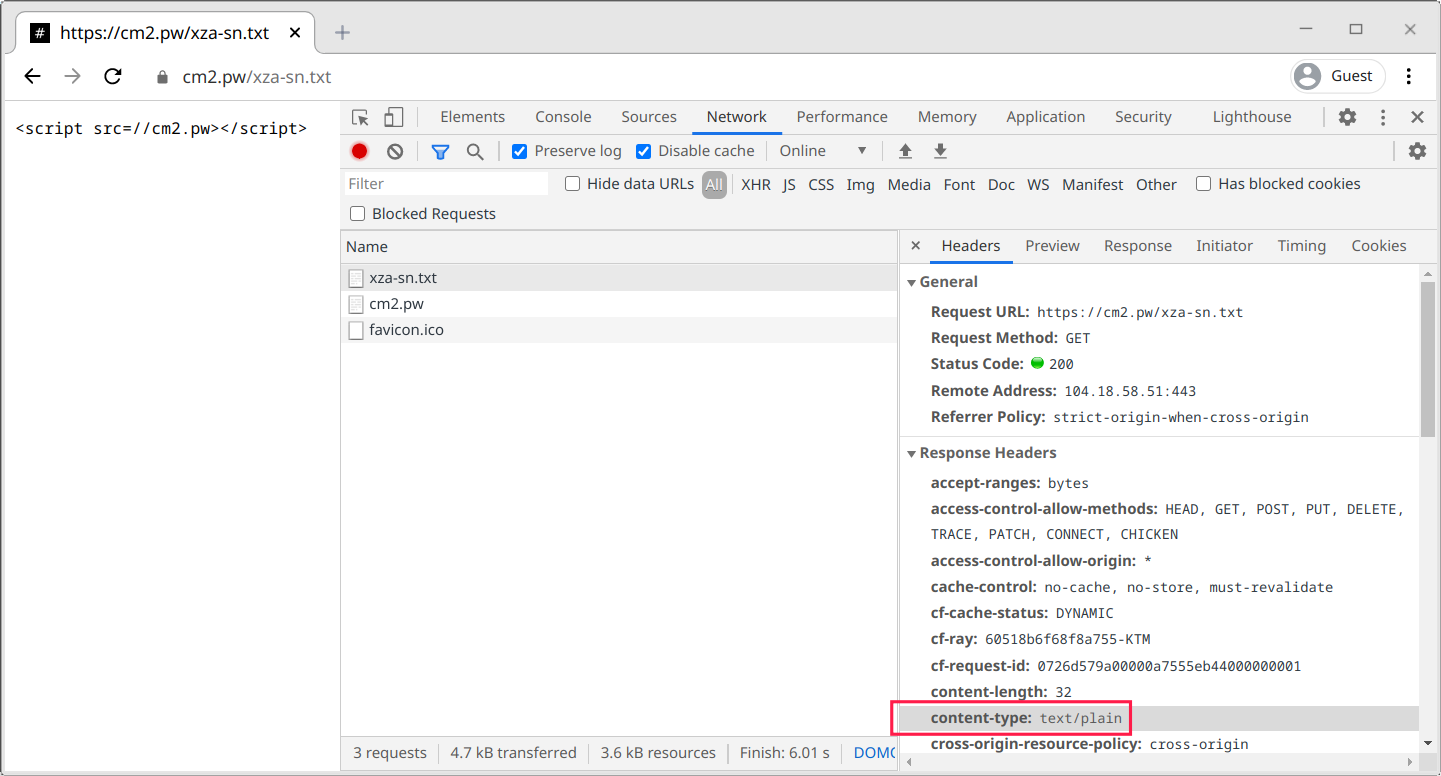 # https://cm2.pw/xza-sn.txt
cm2.pw/xza-sn.txt Guest
<script src=//cm2.pw></script>
Elements Console Sources Network Performance Memory Application Security Lighthouse
Preserve log Disable cache Online
Filter Hide data URLs All XHR JS CSS Img Media Font Doc WS Manifest Other Has blocked cookies
Blocked Requests
Name
xza-sn.txt
cm2.pw
favicon.ico
3 requests 4.7 kB transferred 3.6 kB resources Finish: 6.01 s DOMC
Headers Preview Response Initiator Timing Cookies
General
Request URL: https://cm2.pw/xza-sn.txt
Request Method: GET
Status Code: 200
Remote Address: 104.18.58.51:443
Referrer Policy: strict-origin-when-cross-origin
Response Headers
accept-ranges: bytes
access-control-allow-methods: HEAD, GET, POST, PUT, DELETE,
TRACE, PATCH, CONNECT, CHICKEN
access-control-allow-origin: *
cache-control: no-cache, no-store, must-revalidate
cf-cache-status: DYNAMIC
cf-ray: 60518b6f68f8a755-KTM
cf-request-id: 0726d579a00000a7555eb44000000001
content-length: 32
content-type: text/plain
cross-origin-resource-policy: cross-origin